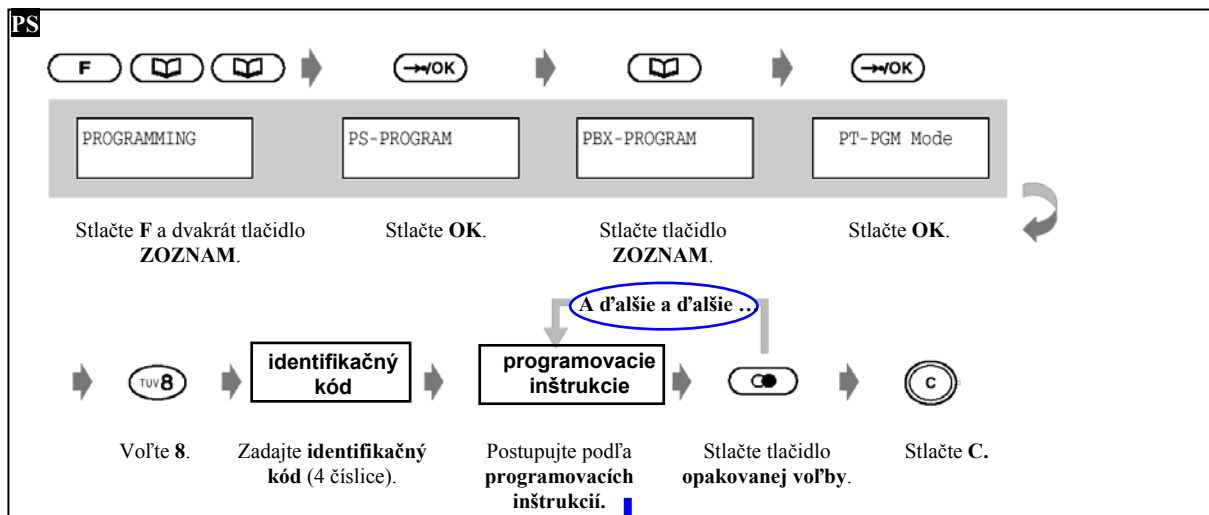 PS
F →•/OK →•/OK
PROGRAMMING PS-PROGRAM PBX-PROGRAM PT-PGM Mode
Stlačte F a dvakrát tlačidlo ZOZNAM.
Stlačte OK.
Stlačte tlačidlo ZOZNAM.
Stlačte OK.
A ďalšie a ďalšie …
TUV8
identifikačný
kód
programovacie
inštrukcie
C
Voľte 8.
Zadajte identifikačný
kód (4 číslice).
Postupujte podľa
programovacích
inštrukcií.
Stlačte tlačidlo
opakovanej voľby.
Stlačte C.